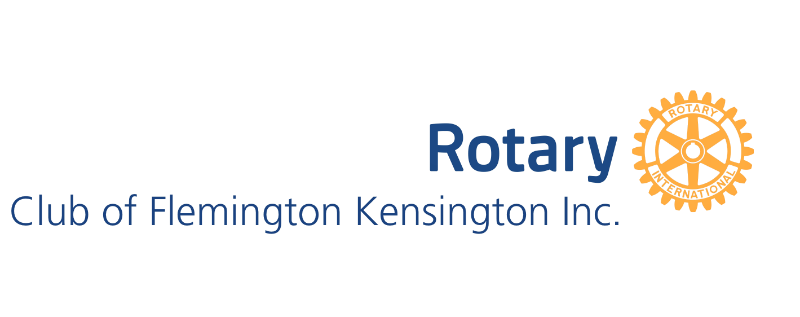 Rotary
Club of Flemington Kensington Inc.
ROTARY
INTERNATIONAL